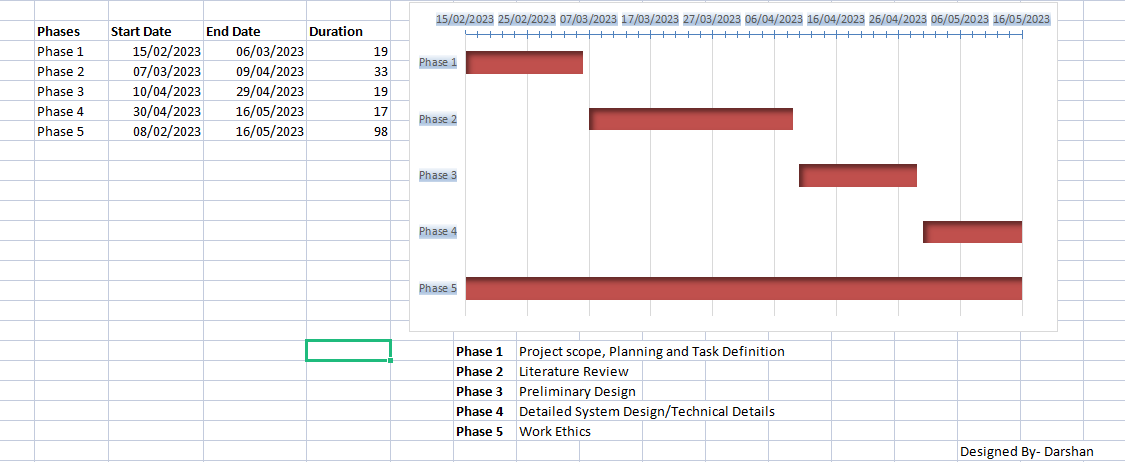 Phases Start Date End Date Duration
Phase 1 15/02/2023 06/03/2023 19
Phase 2 07/03/2023 09/04/2023 33
Phase 3 10/04/2023 29/04/2023 19
Phase 4 30/04/2023 16/05/2023 17
Phase 5 08/02/2023 16/05/2023 98
15/02/2023 25/02/2023 07/03/2023 17/03/2023 27/03/2023 06/04/2023 16/04/2023 26/04/2023 06/05/2023 16/05/2023
Phase 1
Phase 2
Phase 3
Phase 4
Phase 5
Phase 1 Project scope, Planning and Task Definition
Phase 2 Literature Review
Phase 3 Preliminary Design
Phase 4 Detailed System Design/Technical Details
Phase 5 Work Ethics
Designed By- Darshan